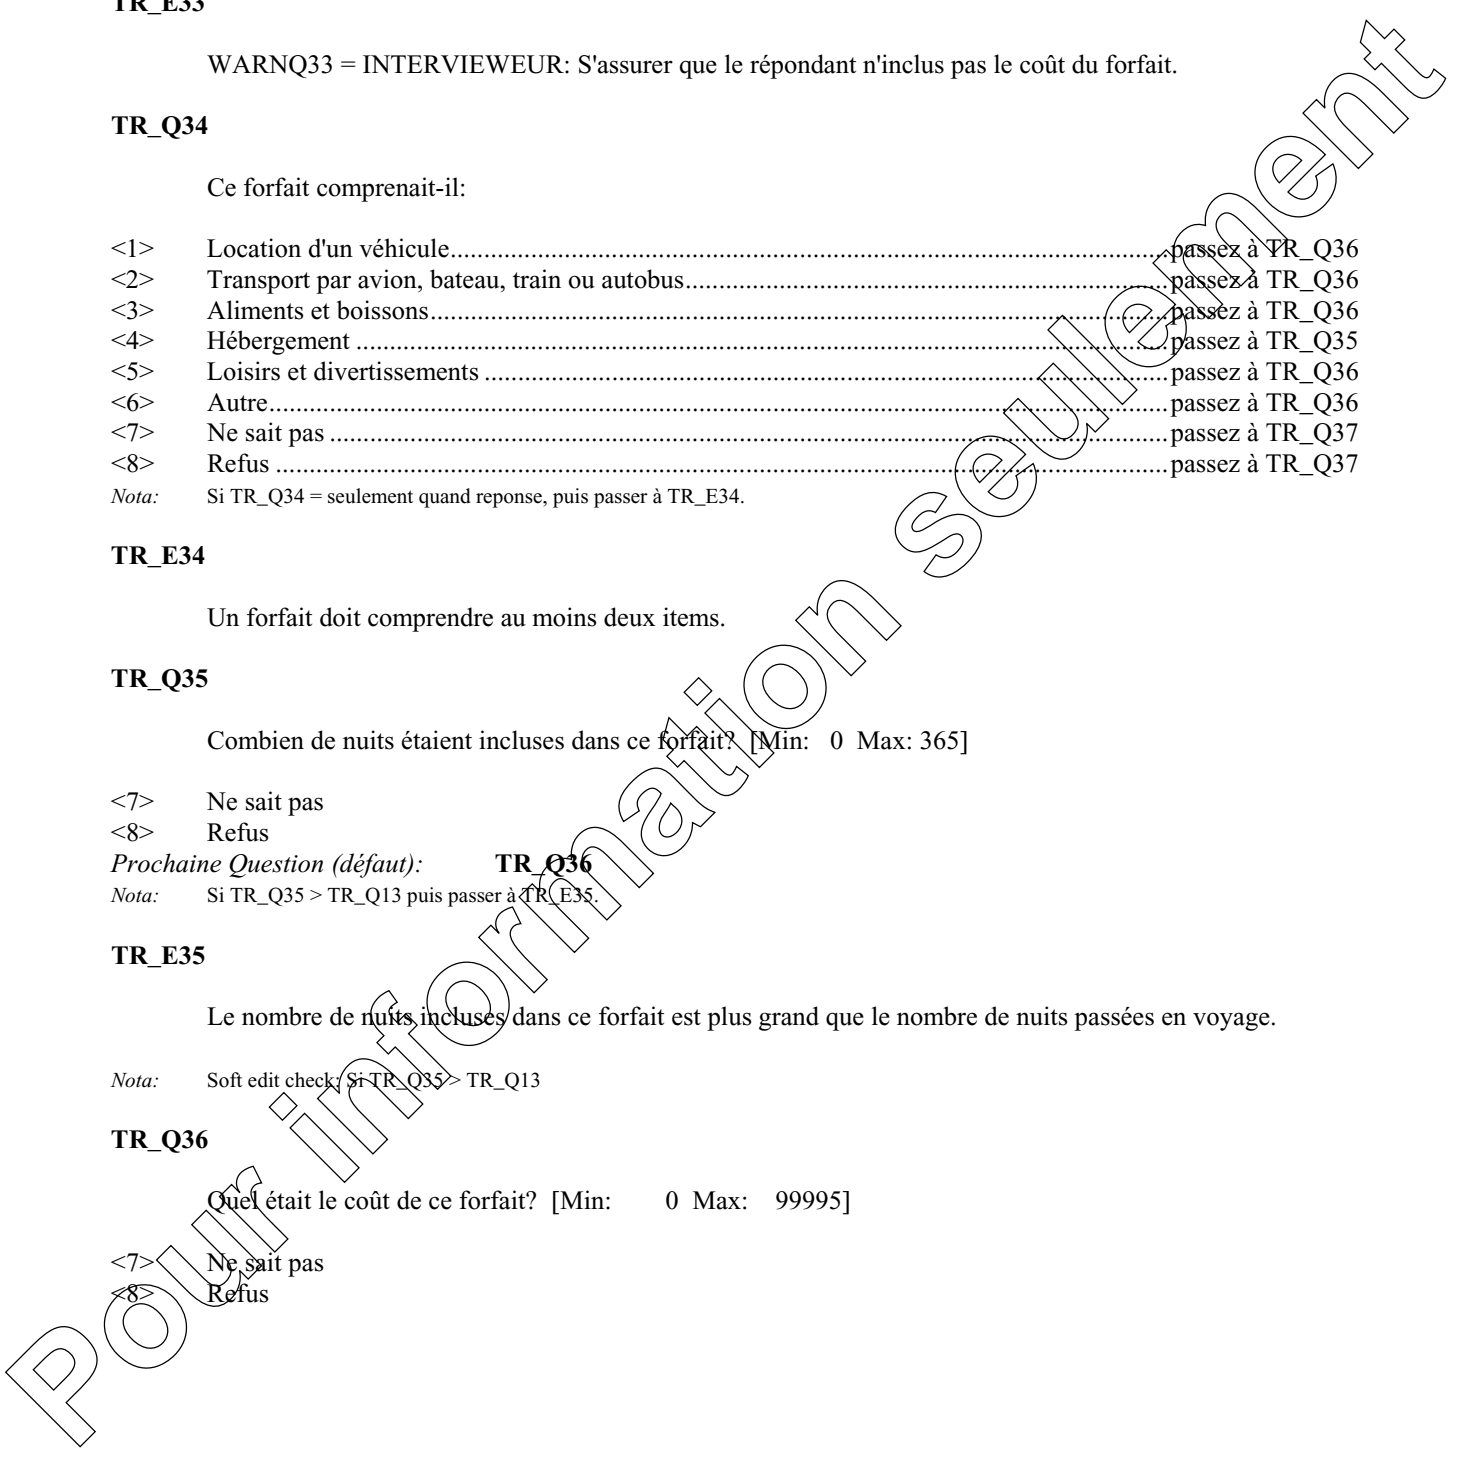 TR_E33
WARNQ33 = INTERVIEWEUR: S'assurer que le répondant n'inclus pas le coût du forfait.
TR_Q34
Ce forfait comprenait-il:
<1> Location d'un véhicule....................passez à TR_Q36
<2> Transport par avion, bateau, train ou autobus....................passez à TR_Q36
<3> Aliments et boissons....................passez à TR_Q36
<4> Hébergement ....................passez à TR_Q35
<5> Loisirs et divertissements ....................passez à TR_Q36
<6> Autre....................passez à TR_Q36
<7> Ne sait pas ....................passez à TR_Q37
<8> Refus ....................passez à TR_Q37
Nota: Si TR_Q34 = seulement quand reponse, puis passer à TR_E34.
TR_E34
Un forfait doit comprendre au moins deux items.
TR_Q35
Combien de nuits étaient incluses dans ce forfait? [Min: 0 Max: 365]
<7> Ne sait pas
<8> Refus
Prochaine Question (défaut): TR_Q36
Nota: Si TR_Q35 > TR_Q13 puis passer à TR_E35.
TR_E35
Le nombre de nuits incluses dans ce forfait est plus grand que le nombre de nuits passées en voyage.
Nota: Soft edit check: Si TR_Q35 > TR_Q13
TR_Q36
Quel était le coût de ce forfait? [Min: 0 Max: 99995]
<7> Ne sait pas
<8> Refus
Pour information seulement